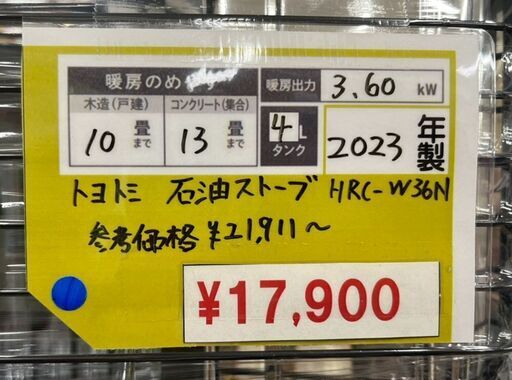 暖房のめやす
暖房出力 3.60 kW
木造(戸建) 10 畳まで
コンクリート(集合) 13 畳まで
4L タンク
2023 年製
トヨトミ 石油ストーブ HRC-W36N
参考価格 ¥21,911〜
¥17,900